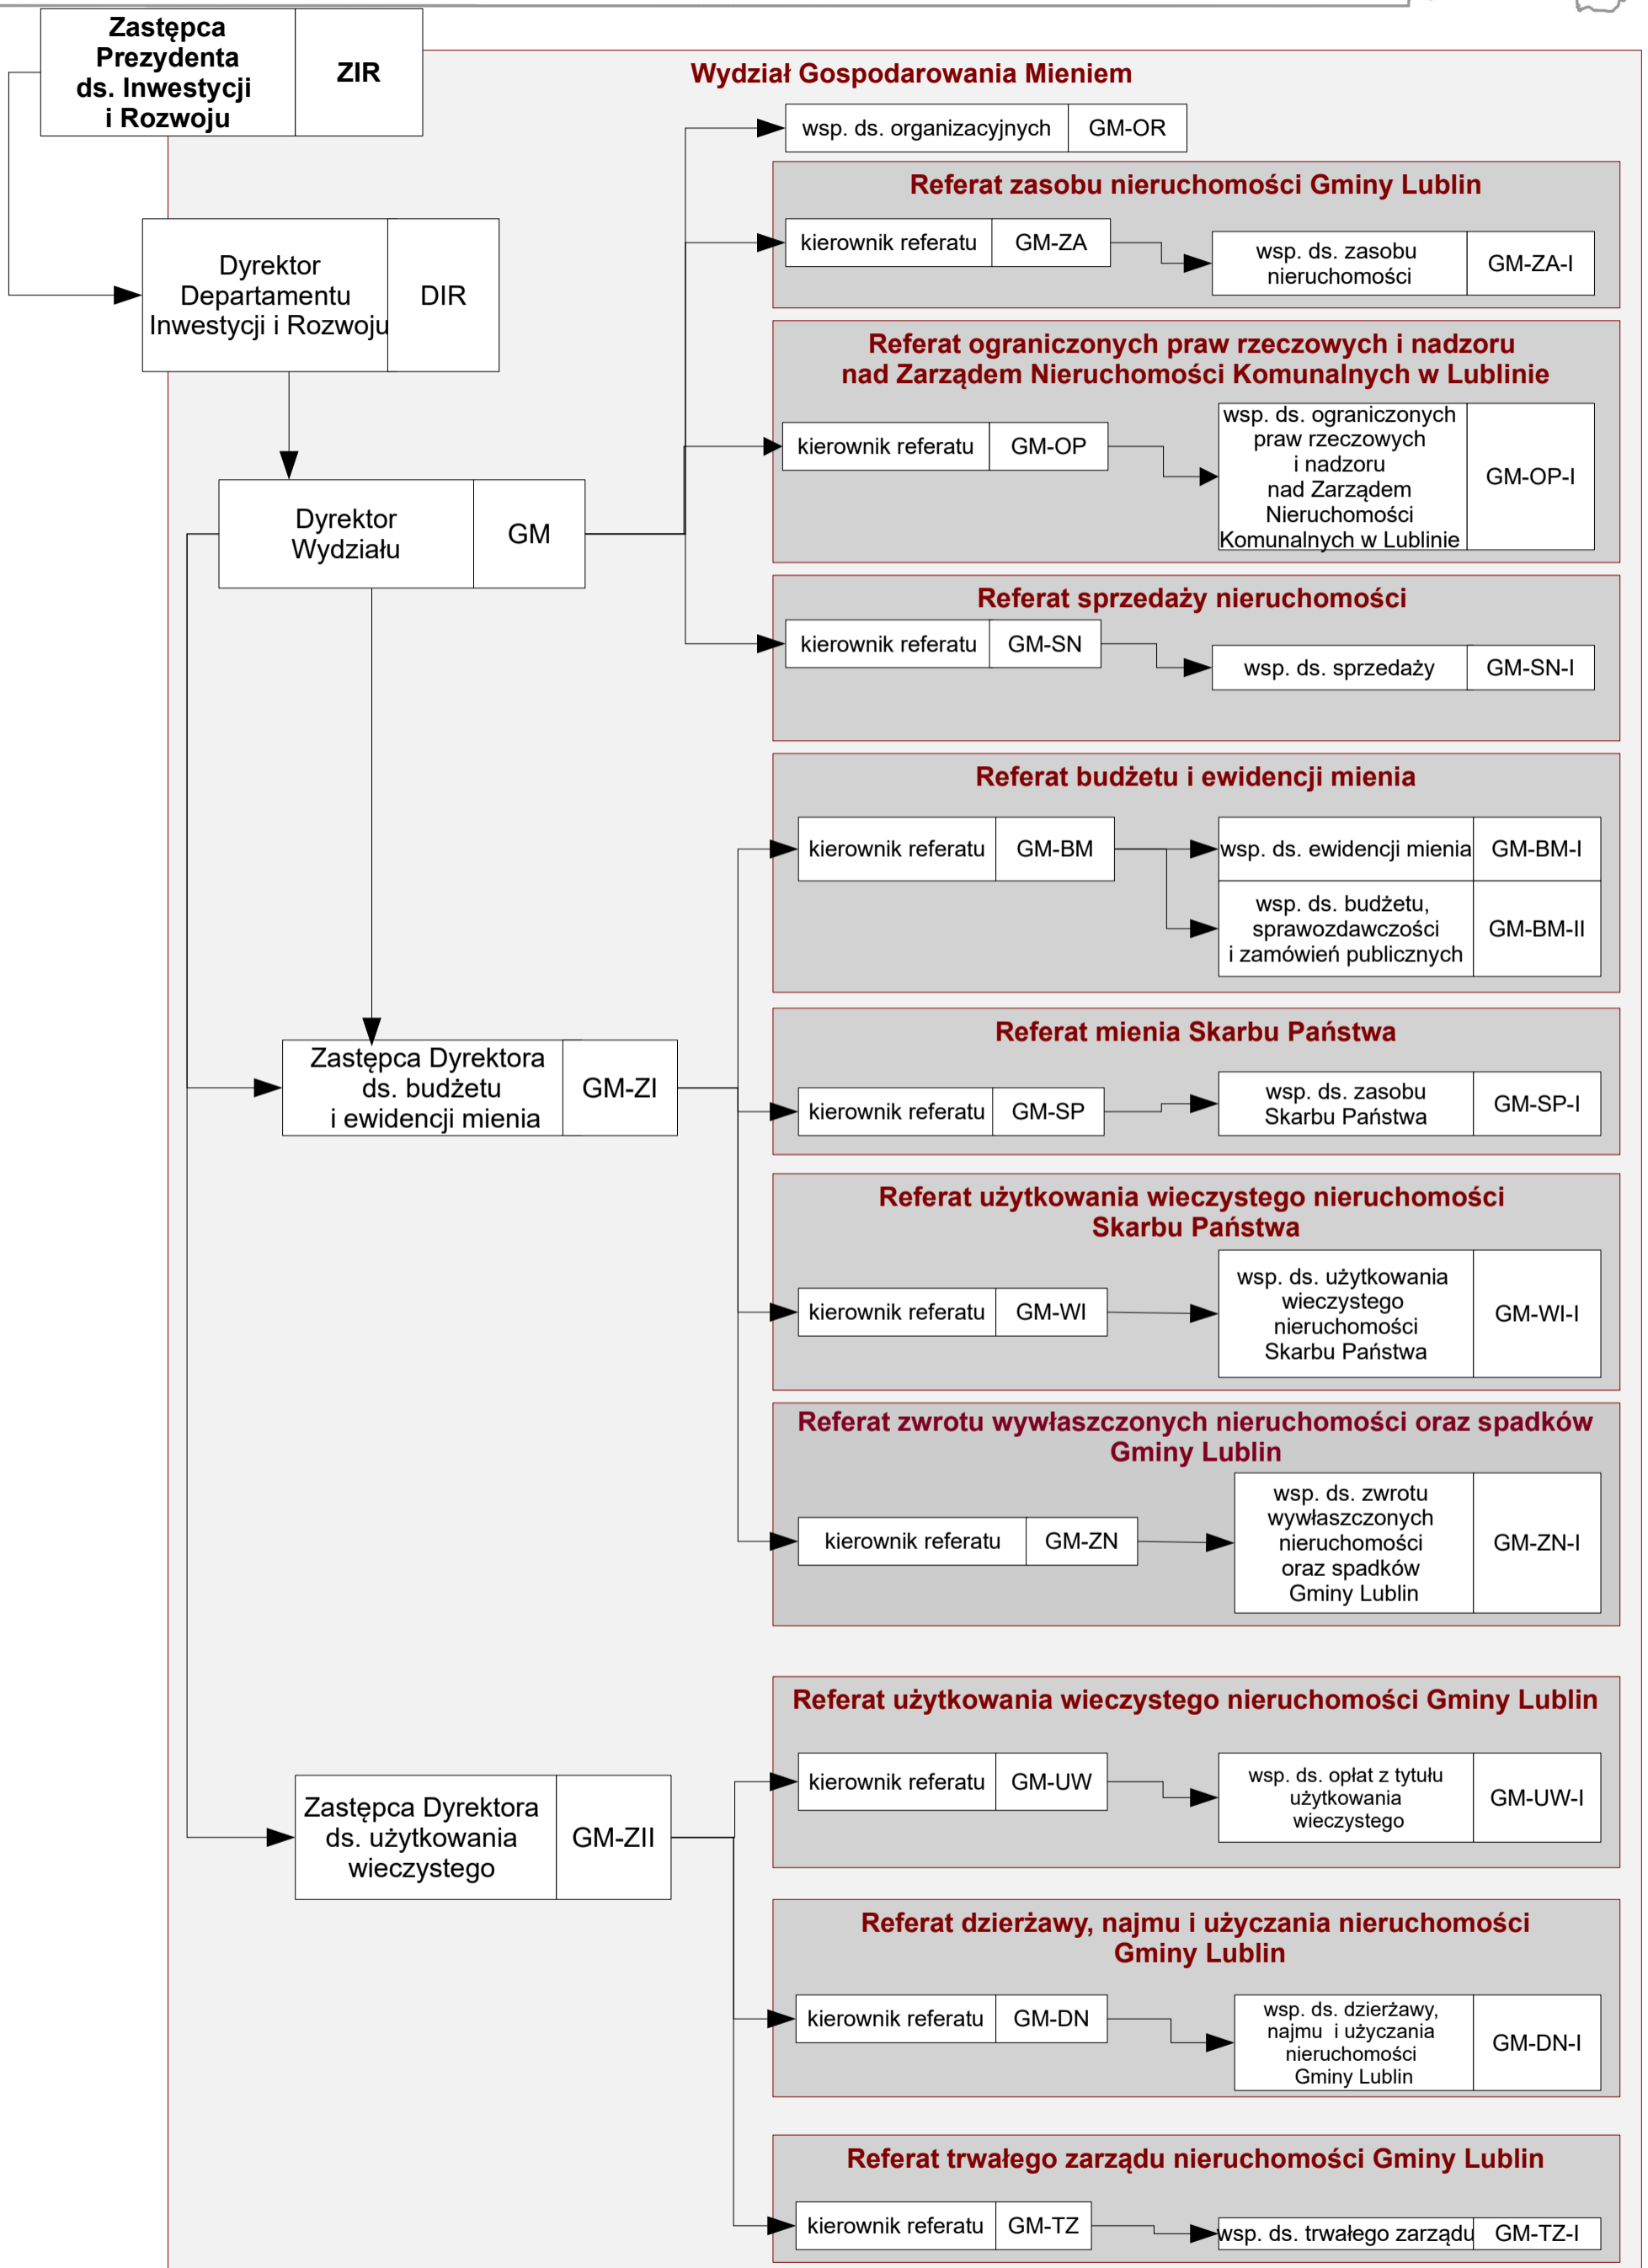 Zastępca
Prezydenta
ds. Inwestycji
i Rozwoju
ZIR
Wydział Gospodarowania Mieniem
wsp. ds. organizacyjnych
GM-OR
Referat zasobu nieruchomości Gminy Lublin
kierownik referatu
GM-ZA
wsp. ds. zasobu
nieruchomości
GM-ZA-I
Dyrektor
Departamentu
Inwestycji i Rozwoju
DIR
Referat ograniczonych praw rzeczowych i nadzoru
nad Zarządem Nieruchomości Komunalnych w Lublinie
kierownik referatu
GM-OP
wsp. ds. ograniczonych
praw rzeczowych
i nadzoru
nad Zarządem
Nieruchomości
Komunalnych w Lublinie
GM-OP-I
Dyrektor
Wydziału
GM
Referat sprzedaży nieruchomości
kierownik referatu
GM-SN
wsp. ds. sprzedaży
GM-SN-I
Referat budżetu i ewidencji mienia
kierownik referatu
GM-BM
wsp. ds. ewidencji mienia
GM-BM-I
wsp. ds. budżetu,
sprawozdawczości
i zamówień publicznych
GM-BM-II
Zastępca Dyrektora
ds. budżetu
i ewidencji mienia
GM-ZI
Referat mienia Skarbu Państwa
kierownik referatu
GM-SP
wsp. ds. zasobu
Skarbu Państwa
GM-SP-I
Referat użytkowania wieczystego nieruchomości
Skarbu Państwa
kierownik referatu
GM-WI
wsp. ds. użytkowania
wieczystego
nieruchomości
Skarbu Państwa
GM-WI-I
Referat zwrotu wywłaszczonych nieruchomości oraz spadków
Gminy Lublin
kierownik referatu
GM-ZN
wsp. ds. zwrotu
wywłaszczonych
nieruchomości
oraz spadków
Gminy Lublin
GM-ZN-I
Referat użytkowania wieczystego nieruchomości Gminy Lublin
kierownik referatu
GM-UW
wsp. ds. opłat z tytułu
użytkowania
wieczystego
GM-UW-I
Zastępca Dyrektora
ds. użytkowania
wieczystego
GM-ZII
Referat dzierżawy, najmu i użyczania nieruchomości
Gminy Lublin
kierownik referatu
GM-DN
wsp. ds. dzierżawy,
najmu i użyczania
nieruchomości
Gminy Lublin
GM-DN-I
Referat trwałego zarządu nieruchomości Gminy Lublin
kierownik referatu
GM-TZ
wsp. ds. trwałego zarządu
GM-TZ-I